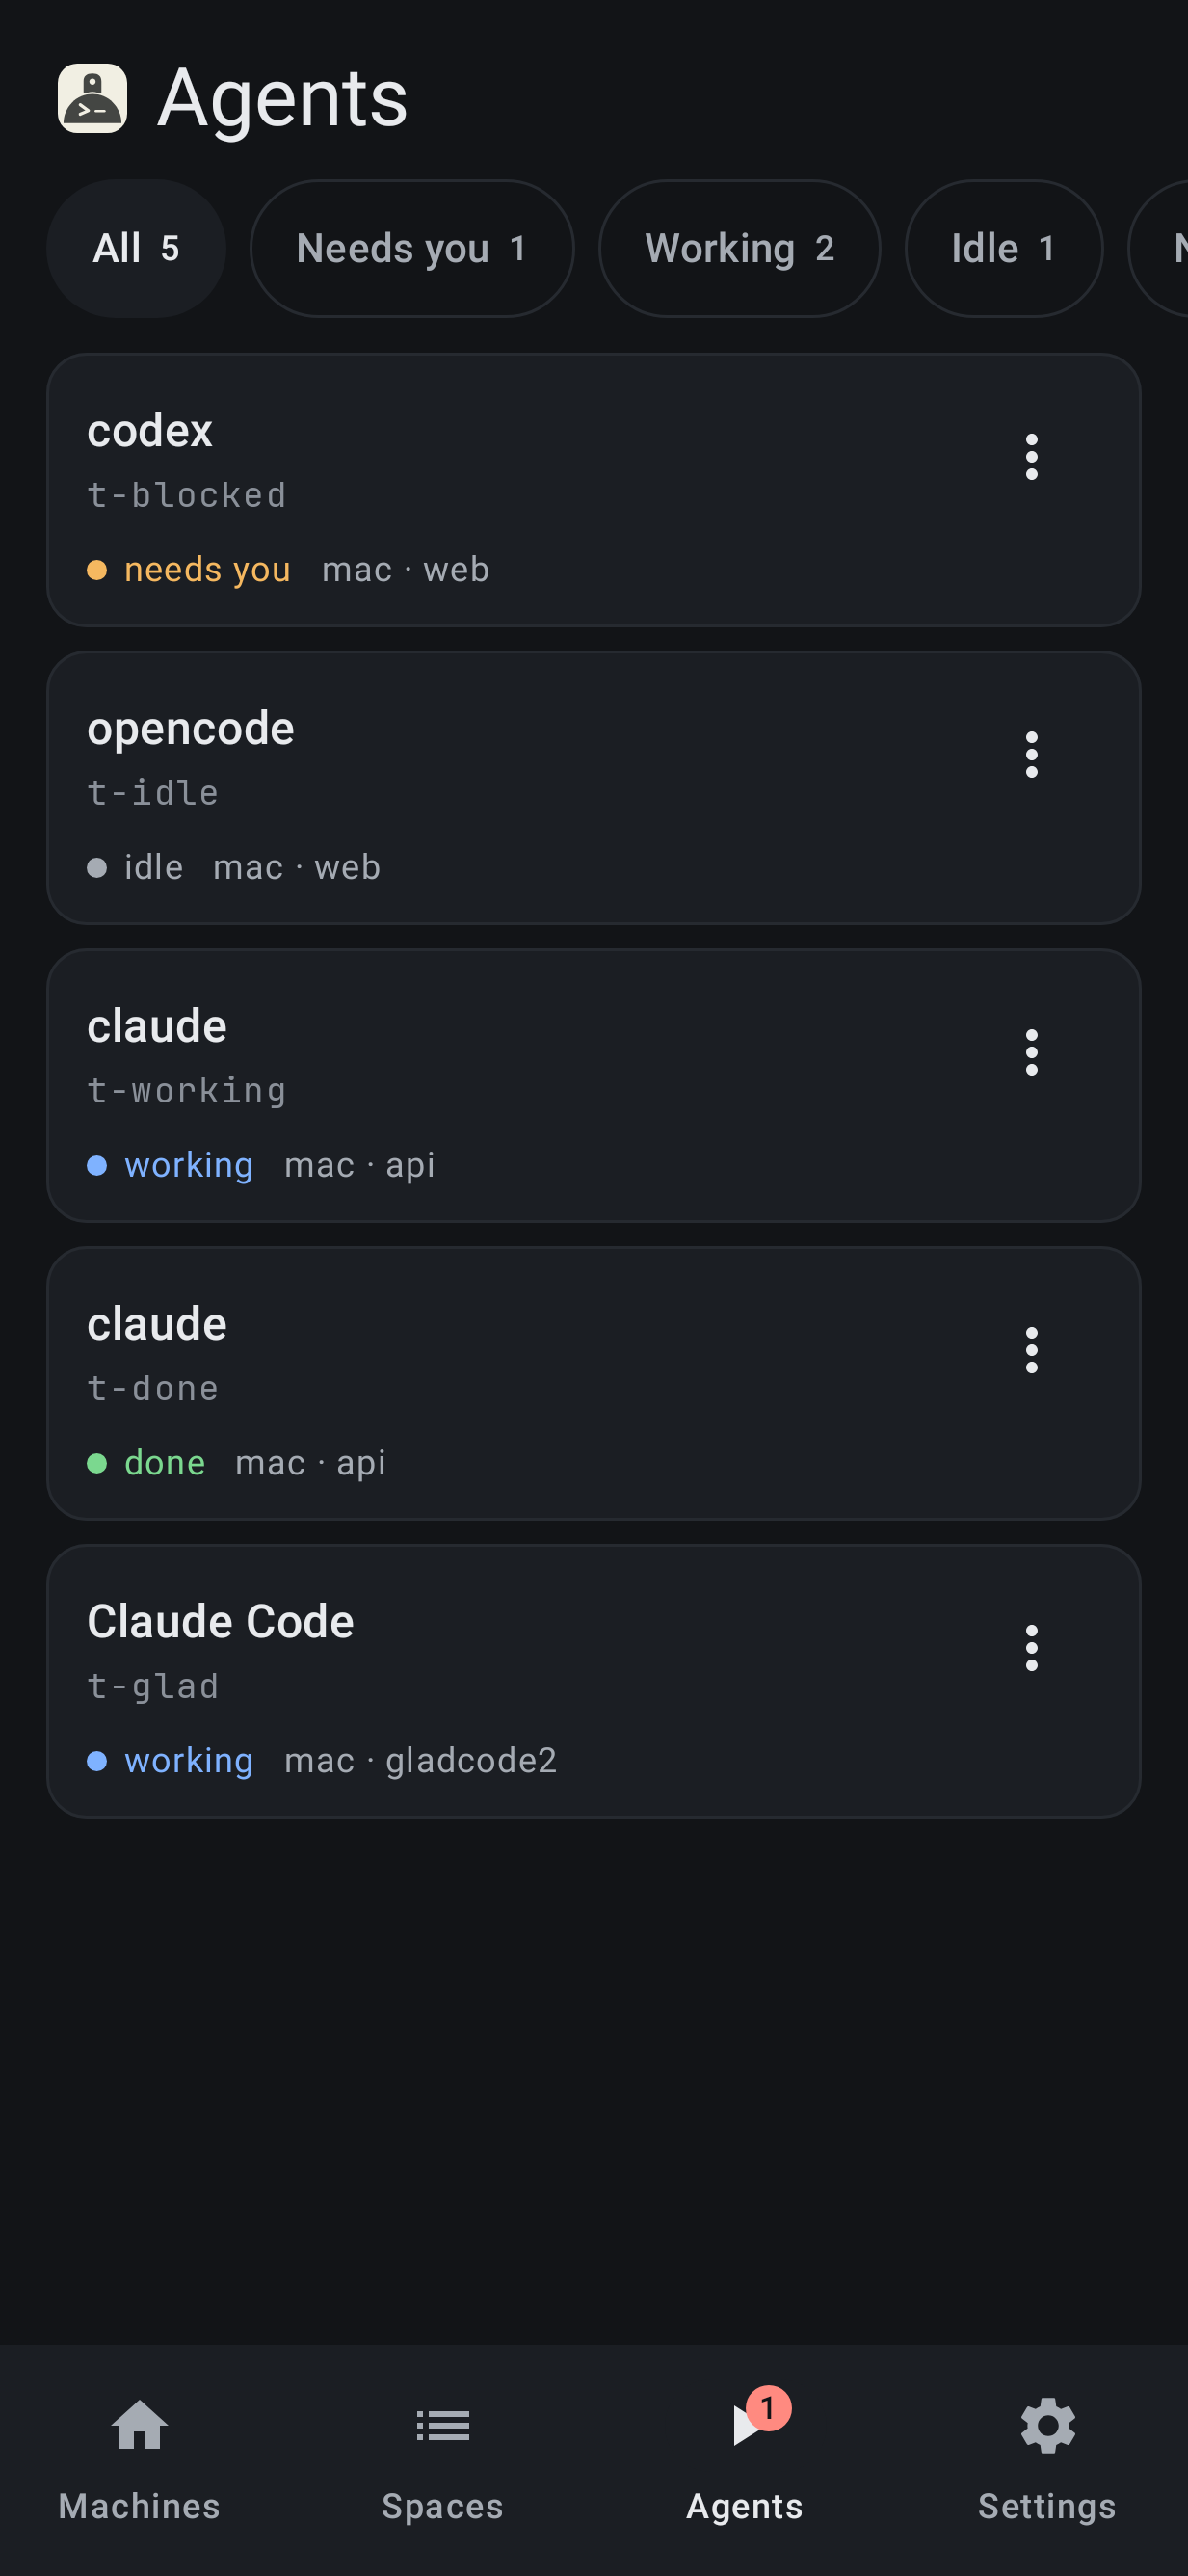 >_
Agents
All 5
Needs you 1
Working 2
Idle 1
codex
t-blocked
needs you mac · web
opencode
t-idle
idle mac · web
claude
t-working
working mac · api
claude
t-done
done mac · api
Claude Code
t-glad
working mac · gladcode2
1
Machines
Spaces
Agents
Settings